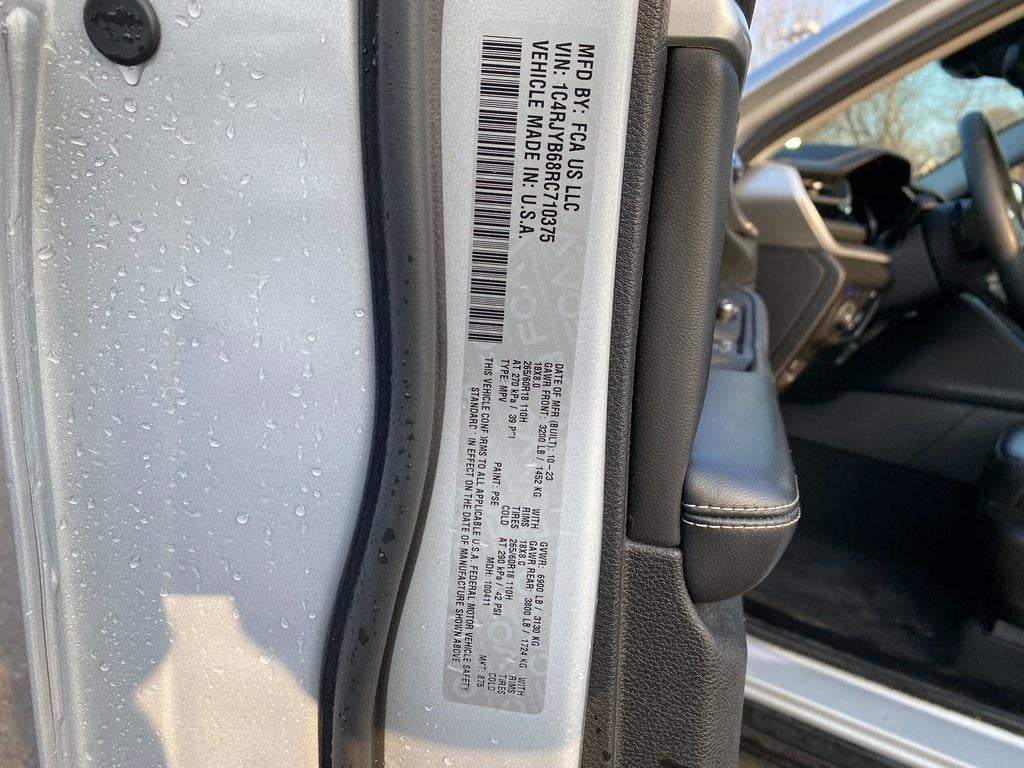 MFD BY: FCA US LLC
VIN: 1C4RJYB68RC710375
VEHICLE MADE IN: U.S.A.
DATE OF MFR (BUILT): 10-23 GVWR: 6900 LB / 3130 KG
GAWR FRONT: 3200 LB / 1452 KG WITH GAWR REAR: 3800 LB / 1724 KG WITH
18X8.0 RIMS 18X8.0 RIMS
265/60R18 110H TIRES 265/60R18 110H TIRES
AT 270 kPa / 39 PSI COLD AT 290 kPa / 42 PSI COLD
TYPE: MPV PAINT: PSE MDH: 100411 MKT: 875
THIS VEHICLE CONFORMS TO ALL APPLICABLE U.S.A. FEDERAL MOTOR VEHICLE SAFETY
STANDARD IN EFFECT ON THE DATE OF MANUFACTURE SHOWN ABOVE